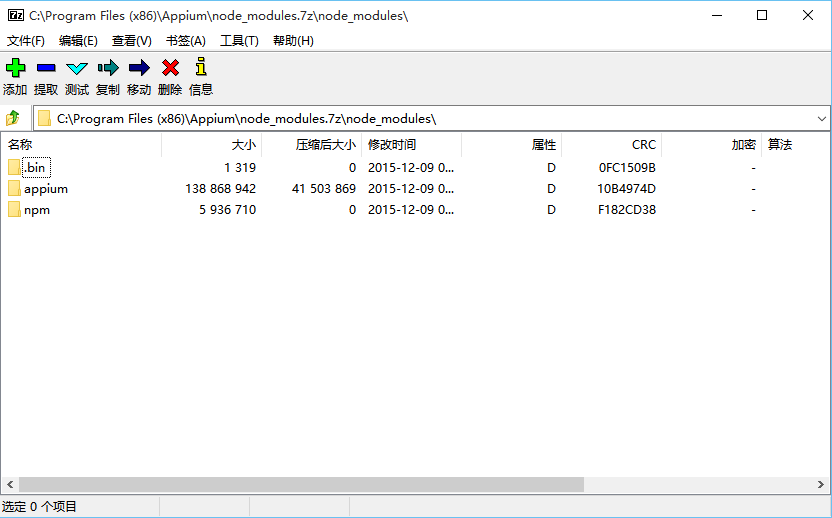 7z C:\Program Files (x86)\Appium\node_modules.7z\node_modules\
文件(F) 编辑(E) 查看(V) 书签(A) 工具(T) 帮助(H)
添加 提取 测试 复制 移动 删除 信息
C:\Program Files (x86)\Appium\node_modules.7z\node_modules\
名称 大小 压缩后大小 修改时间 属性 CRC 加密 算法
.bin 1 319 0 2015-12-09 0... D 0FC1509B -
appium 138 868 942 41 503 869 2015-12-09 0... D 10B4974D -
npm 5 936 710 0 2015-12-09 0... D F182CD38 -
选定 0 个项目